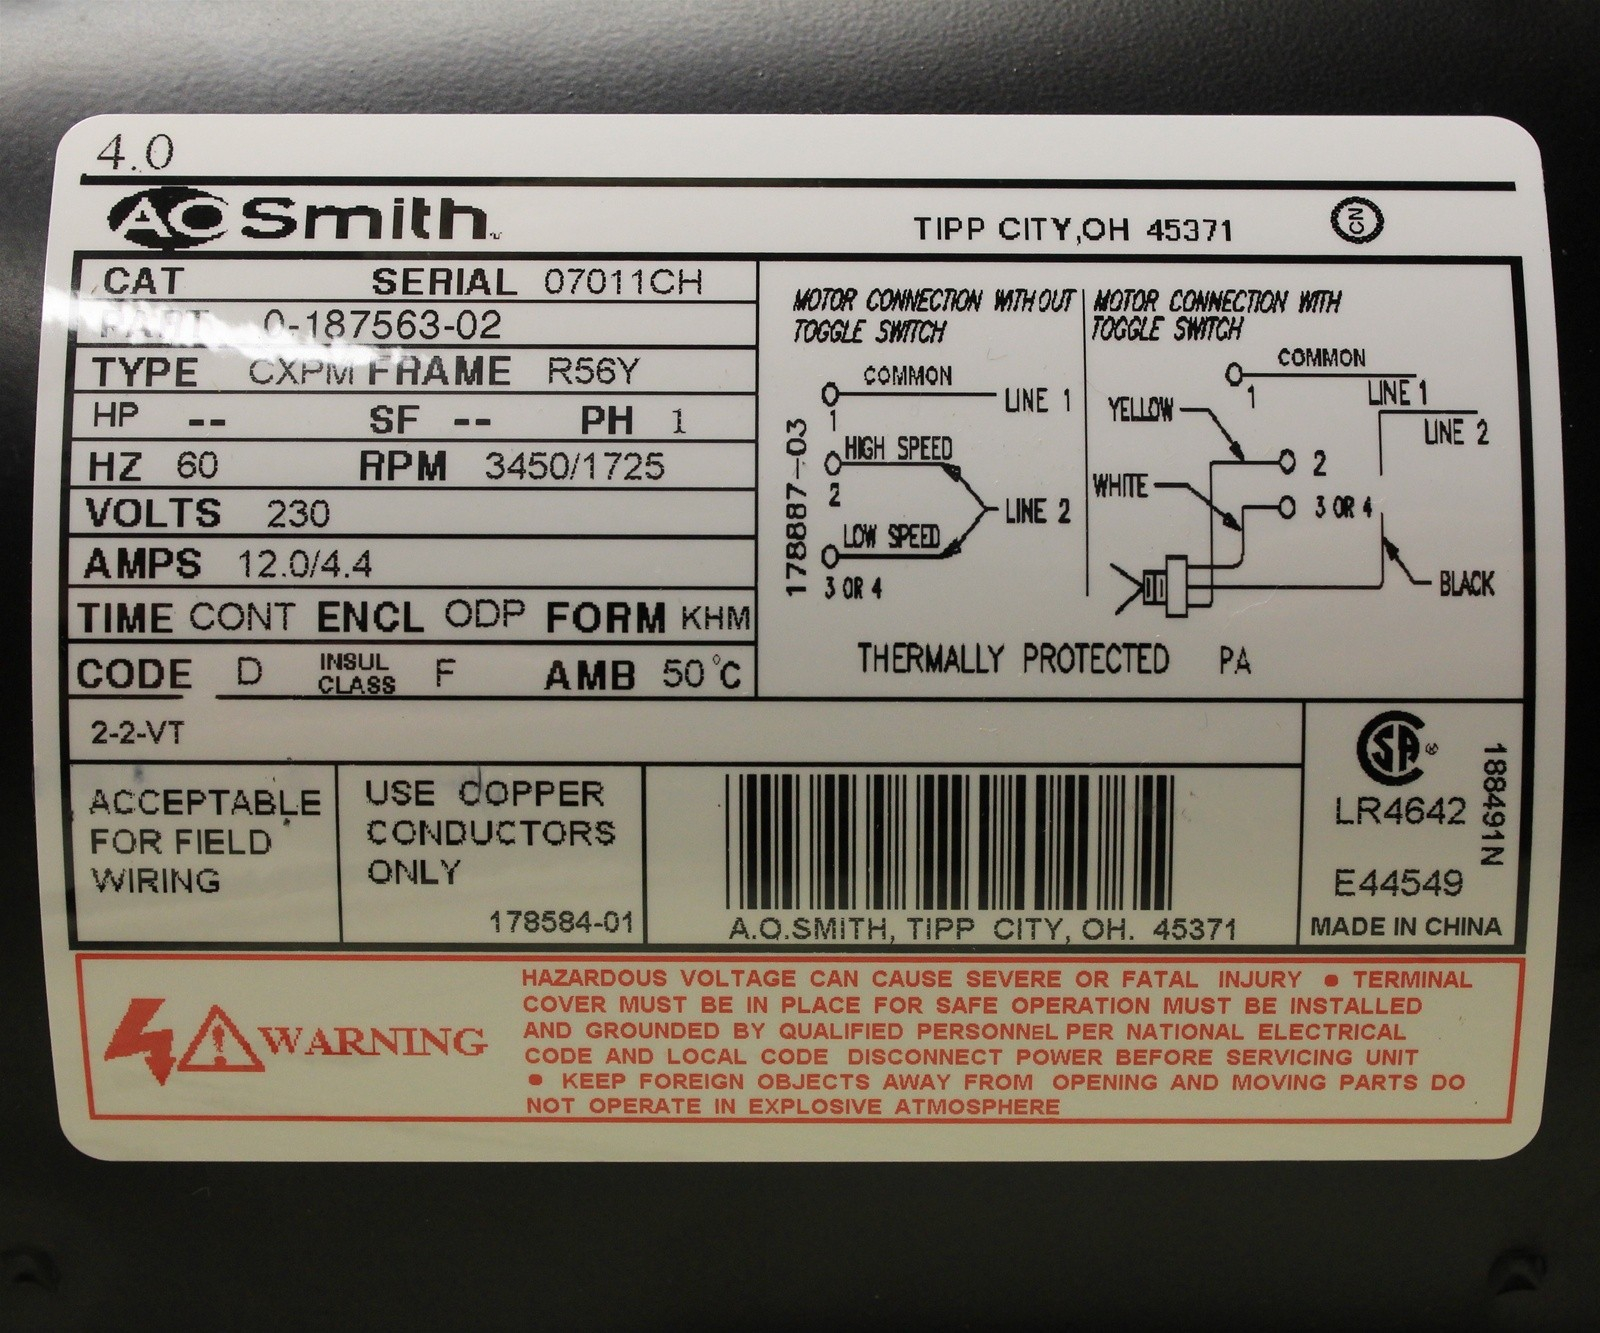 4.0
AO Smith
TIPP CITY,OH 45371
CN
CAT SERIAL 07011CH
PART 0-187563-02
TYPE CXPM FRAME R56Y
HP -- SF -- PH 1
HZ 60 RPM 3450/1725
VOLTS 230
AMPS 12.0/4.4
TIME CONT ENCL ODP FORM KHM
CODE D INSUL CLASS F AMB 50°C
178887-03
MOTOR CONNECTION WITHOUT
TOGGLE SWITCH
COMMON
1
LINE 1
HIGH SPEED
2
LINE 2
LOW SPEED
3 OR 4
MOTOR CONNECTION WITH
TOGGLE SWITCH
COMMON
1
LINE 1
LINE 2
YELLOW
2
WHITE
3 OR 4
BLACK
THERMALLY PROTECTED PA
2-2-VT
ACCEPTABLE
FOR FIELD
WIRING
USE COPPER
CONDUCTORS
ONLY
178584-01
A.O.SMITH, TIPP CITY, OH. 45371
SA®
LR4642
E44549
188491N
MADE IN CHINA
WARNING
HAZARDOUS VOLTAGE CAN CAUSE SEVERE OR FATAL INJURY • TERMINAL
COVER MUST BE IN PLACE FOR SAFE OPERATION MUST BE INSTALLED
AND GROUNDED BY QUALIFIED PERSONNEL PER NATIONAL ELECTRICAL
CODE AND LOCAL CODE DISCONNECT POWER BEFORE SERVICING UNIT
• KEEP FOREIGN OBJECTS AWAY FROM OPENING AND MOVING PARTS DO
NOT OPERATE IN EXPLOSIVE ATMOSPHERE